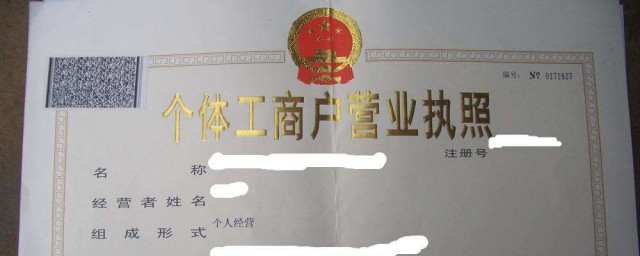 编号： Nº 0171827
个体工商户营业执照
注册号
名 称
经营者姓名
组成形式 个人经营